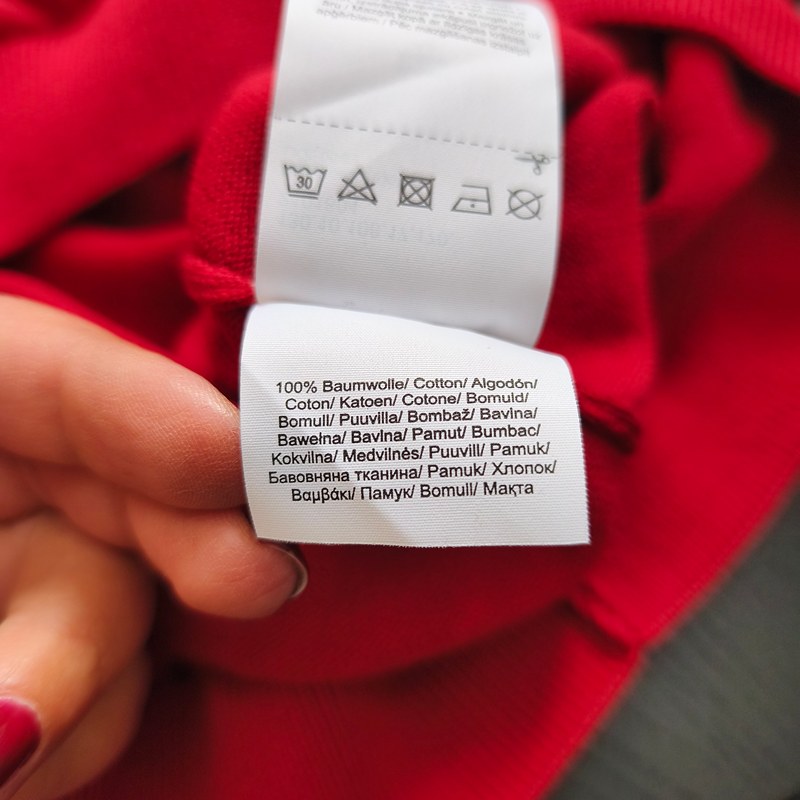 30
100% Baumwolle/ Cotton/ Algodón/
Coton/ Katoen/ Cotone/ Bomuld/
Bomull/ Puuvilla/ Bombaž/ Bavlna/
Bawełna/ Bavlna/ Pamut/ Bumbac/
Kokvilna/ Medvilnės/ Puuvill/ Pamuk/
Бавовняна тканина/ Pamuk/ Хлопок/
Βαμβάκι/ Памук/ Bomull/ Мақта